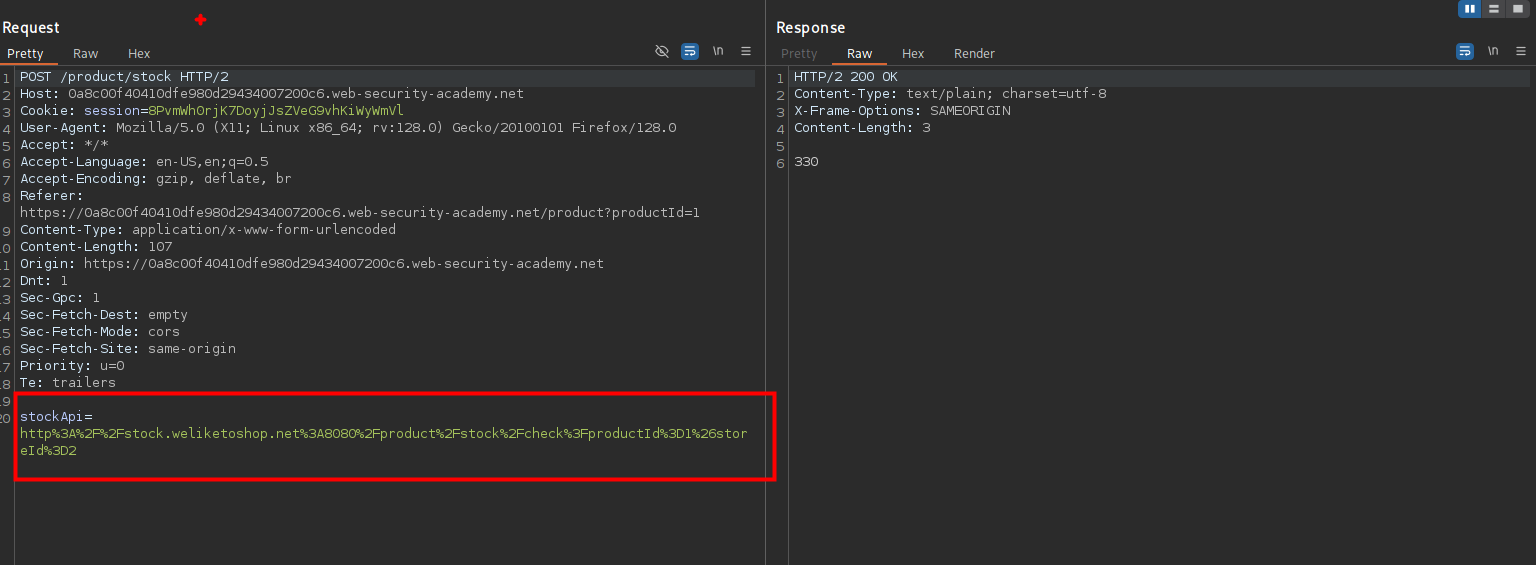 Request
Pretty Raw Hex \n
1 POST /product/stock HTTP/2
2 Host: 0a8c00f40410dfe980d29434007200c6.web-security-academy.net
3 Cookie: session=8PvmWhOrjK7DoyjJsZVeG9vhKiWyWmVl
4 User-Agent: Mozilla/5.0 (X11; Linux x86_64; rv:128.0) Gecko/20100101 Firefox/128.0
5 Accept: */*
6 Accept-Language: en-US,en;q=0.5
7 Accept-Encoding: gzip, deflate, br
8 Referer:
https://0a8c00f40410dfe980d29434007200c6.web-security-academy.net/product?productId=1
9 Content-Type: application/x-www-form-urlencoded
10 Content-Length: 107
11 Origin: https://0a8c00f40410dfe980d29434007200c6.web-security-academy.net
12 Dnt: 1
13 Sec-Gpc: 1
14 Sec-Fetch-Dest: empty
15 Sec-Fetch-Mode: cors
16 Sec-Fetch-Site: same-origin
17 Priority: u=0
18 Te: trailers
19
20 stockApi=
http%3A%2F%2Fstock.weliketoshop.net%3A8080%2Fproduct%2Fstock%2Fcheck%3FproductId%3D1%26stor
eId%3D2
Response
Pretty Raw Hex Render \n
1 HTTP/2 200 OK
2 Content-Type: text/plain; charset=utf-8
3 X-Frame-Options: SAMEORIGIN
4 Content-Length: 3
5
6 330